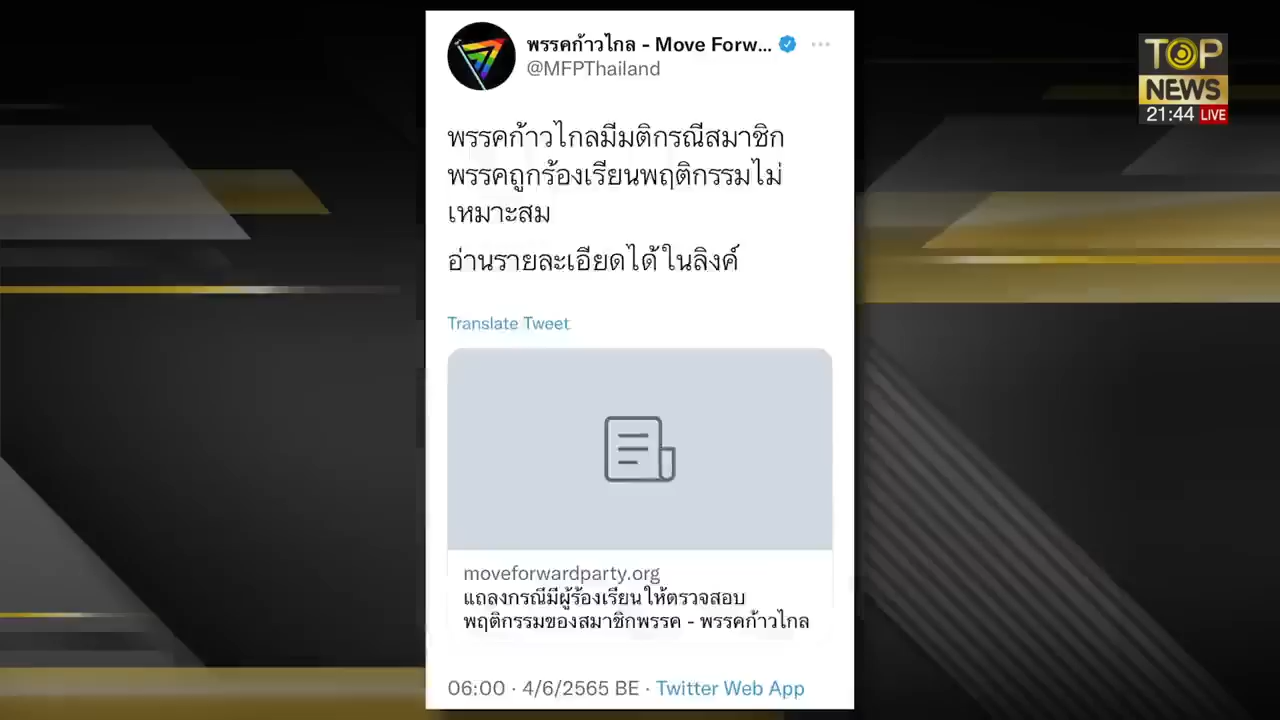 พรรคก้าวไกล - Move Forw...
@MFPThailand
TOP
NEWS
21:44 LIVE
พรรคก้าวไกลมีมติกรณีสมาชิก
พรรคถูกร้องเรียนพฤติกรรมไม่
เหมาะสม
อ่านรายละเอียดได้ในลิงค์
Translate Tweet
moveforwardparty.org
แถลงกรณีมีผู้ร้องเรียนให้ตรวจสอบ
พฤติกรรมของสมาชิกพรรค - พรรคก้าวไกล
06:00 · 4/6/2565 BE · Twitter Web App